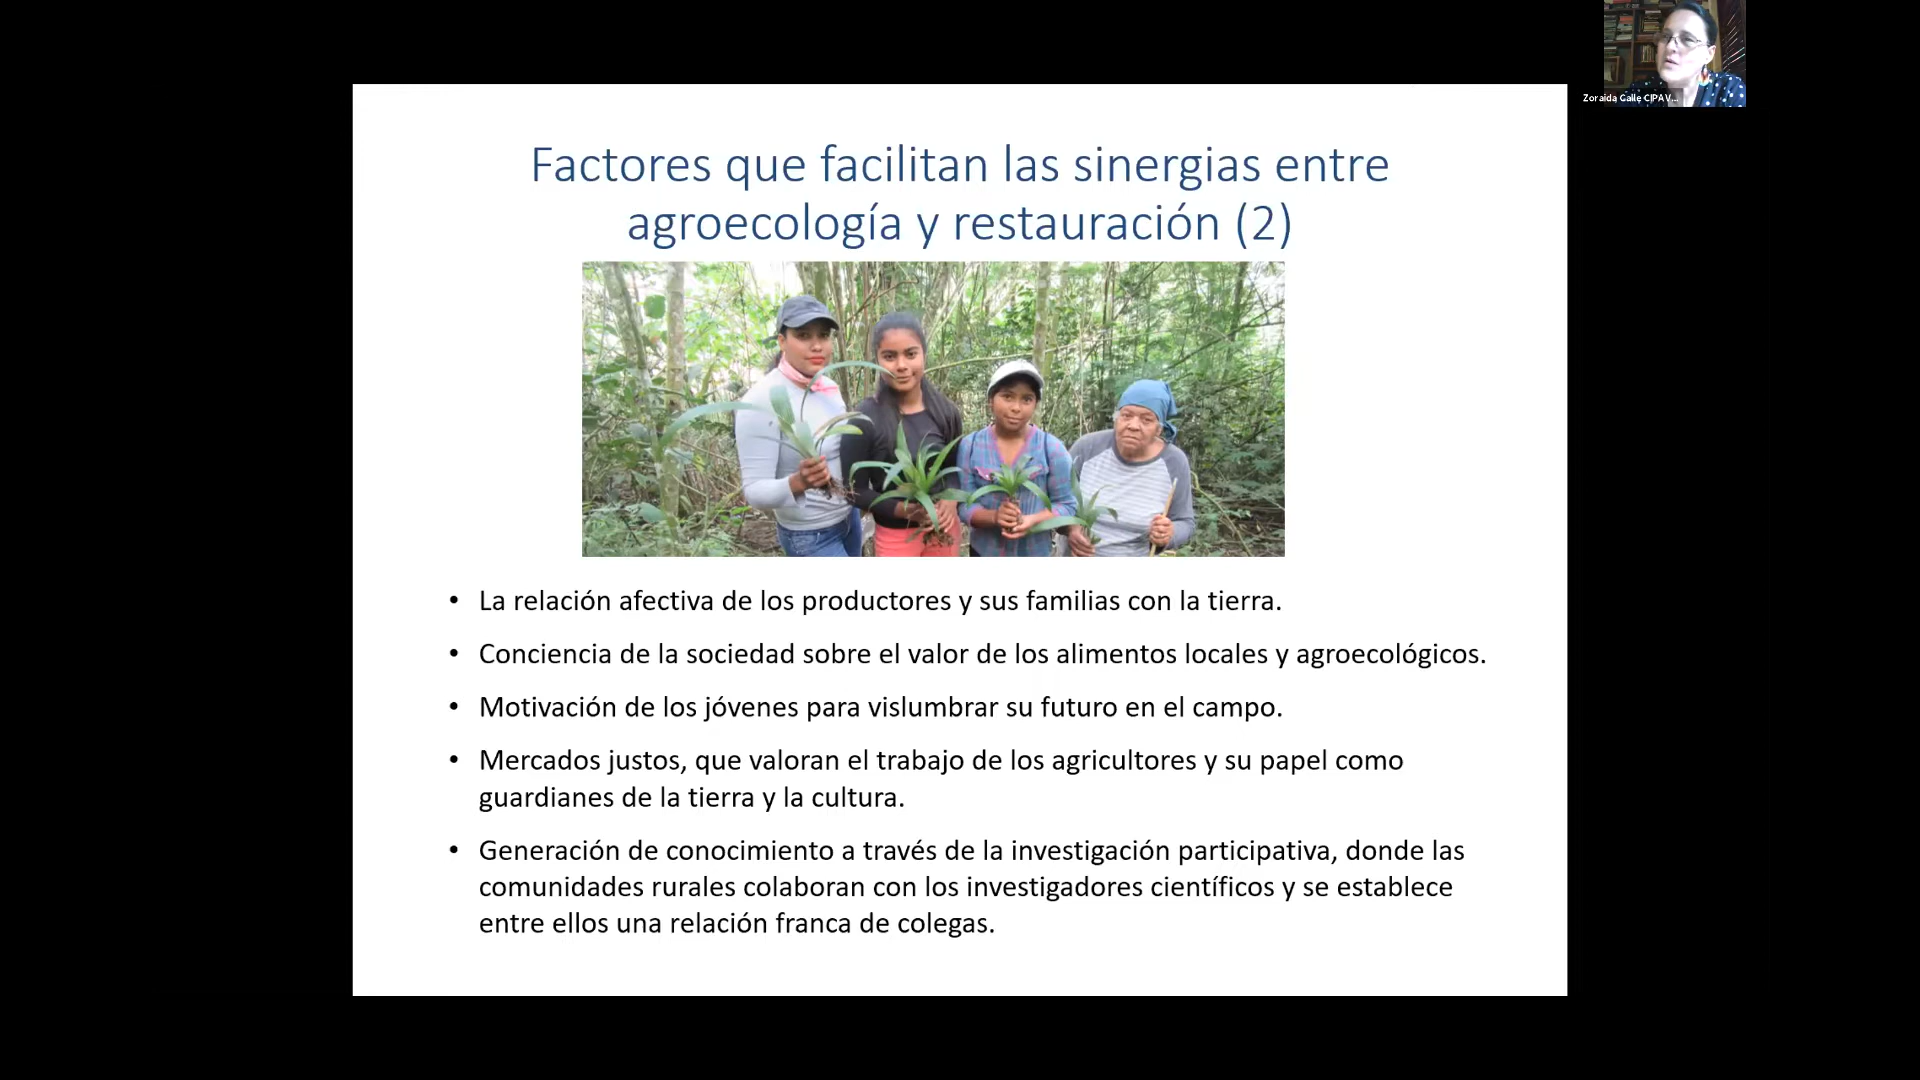 Zoraida Calle CIPAV...
Factores que facilitan las sinergias entre
agroecología y restauración (2)
• La relación afectiva de los productores y sus familias con la tierra.
• Conciencia de la sociedad sobre el valor de los alimentos locales y agroecológicos.
• Motivación de los jóvenes para vislumbrar su futuro en el campo.
• Mercados justos, que valoran el trabajo de los agricultores y su papel como
guardianes de la tierra y la cultura.
• Generación de conocimiento a través de la investigación participativa, donde las
comunidades rurales colaboran con los investigadores científicos y se establece
entre ellos una relación franca de colegas.